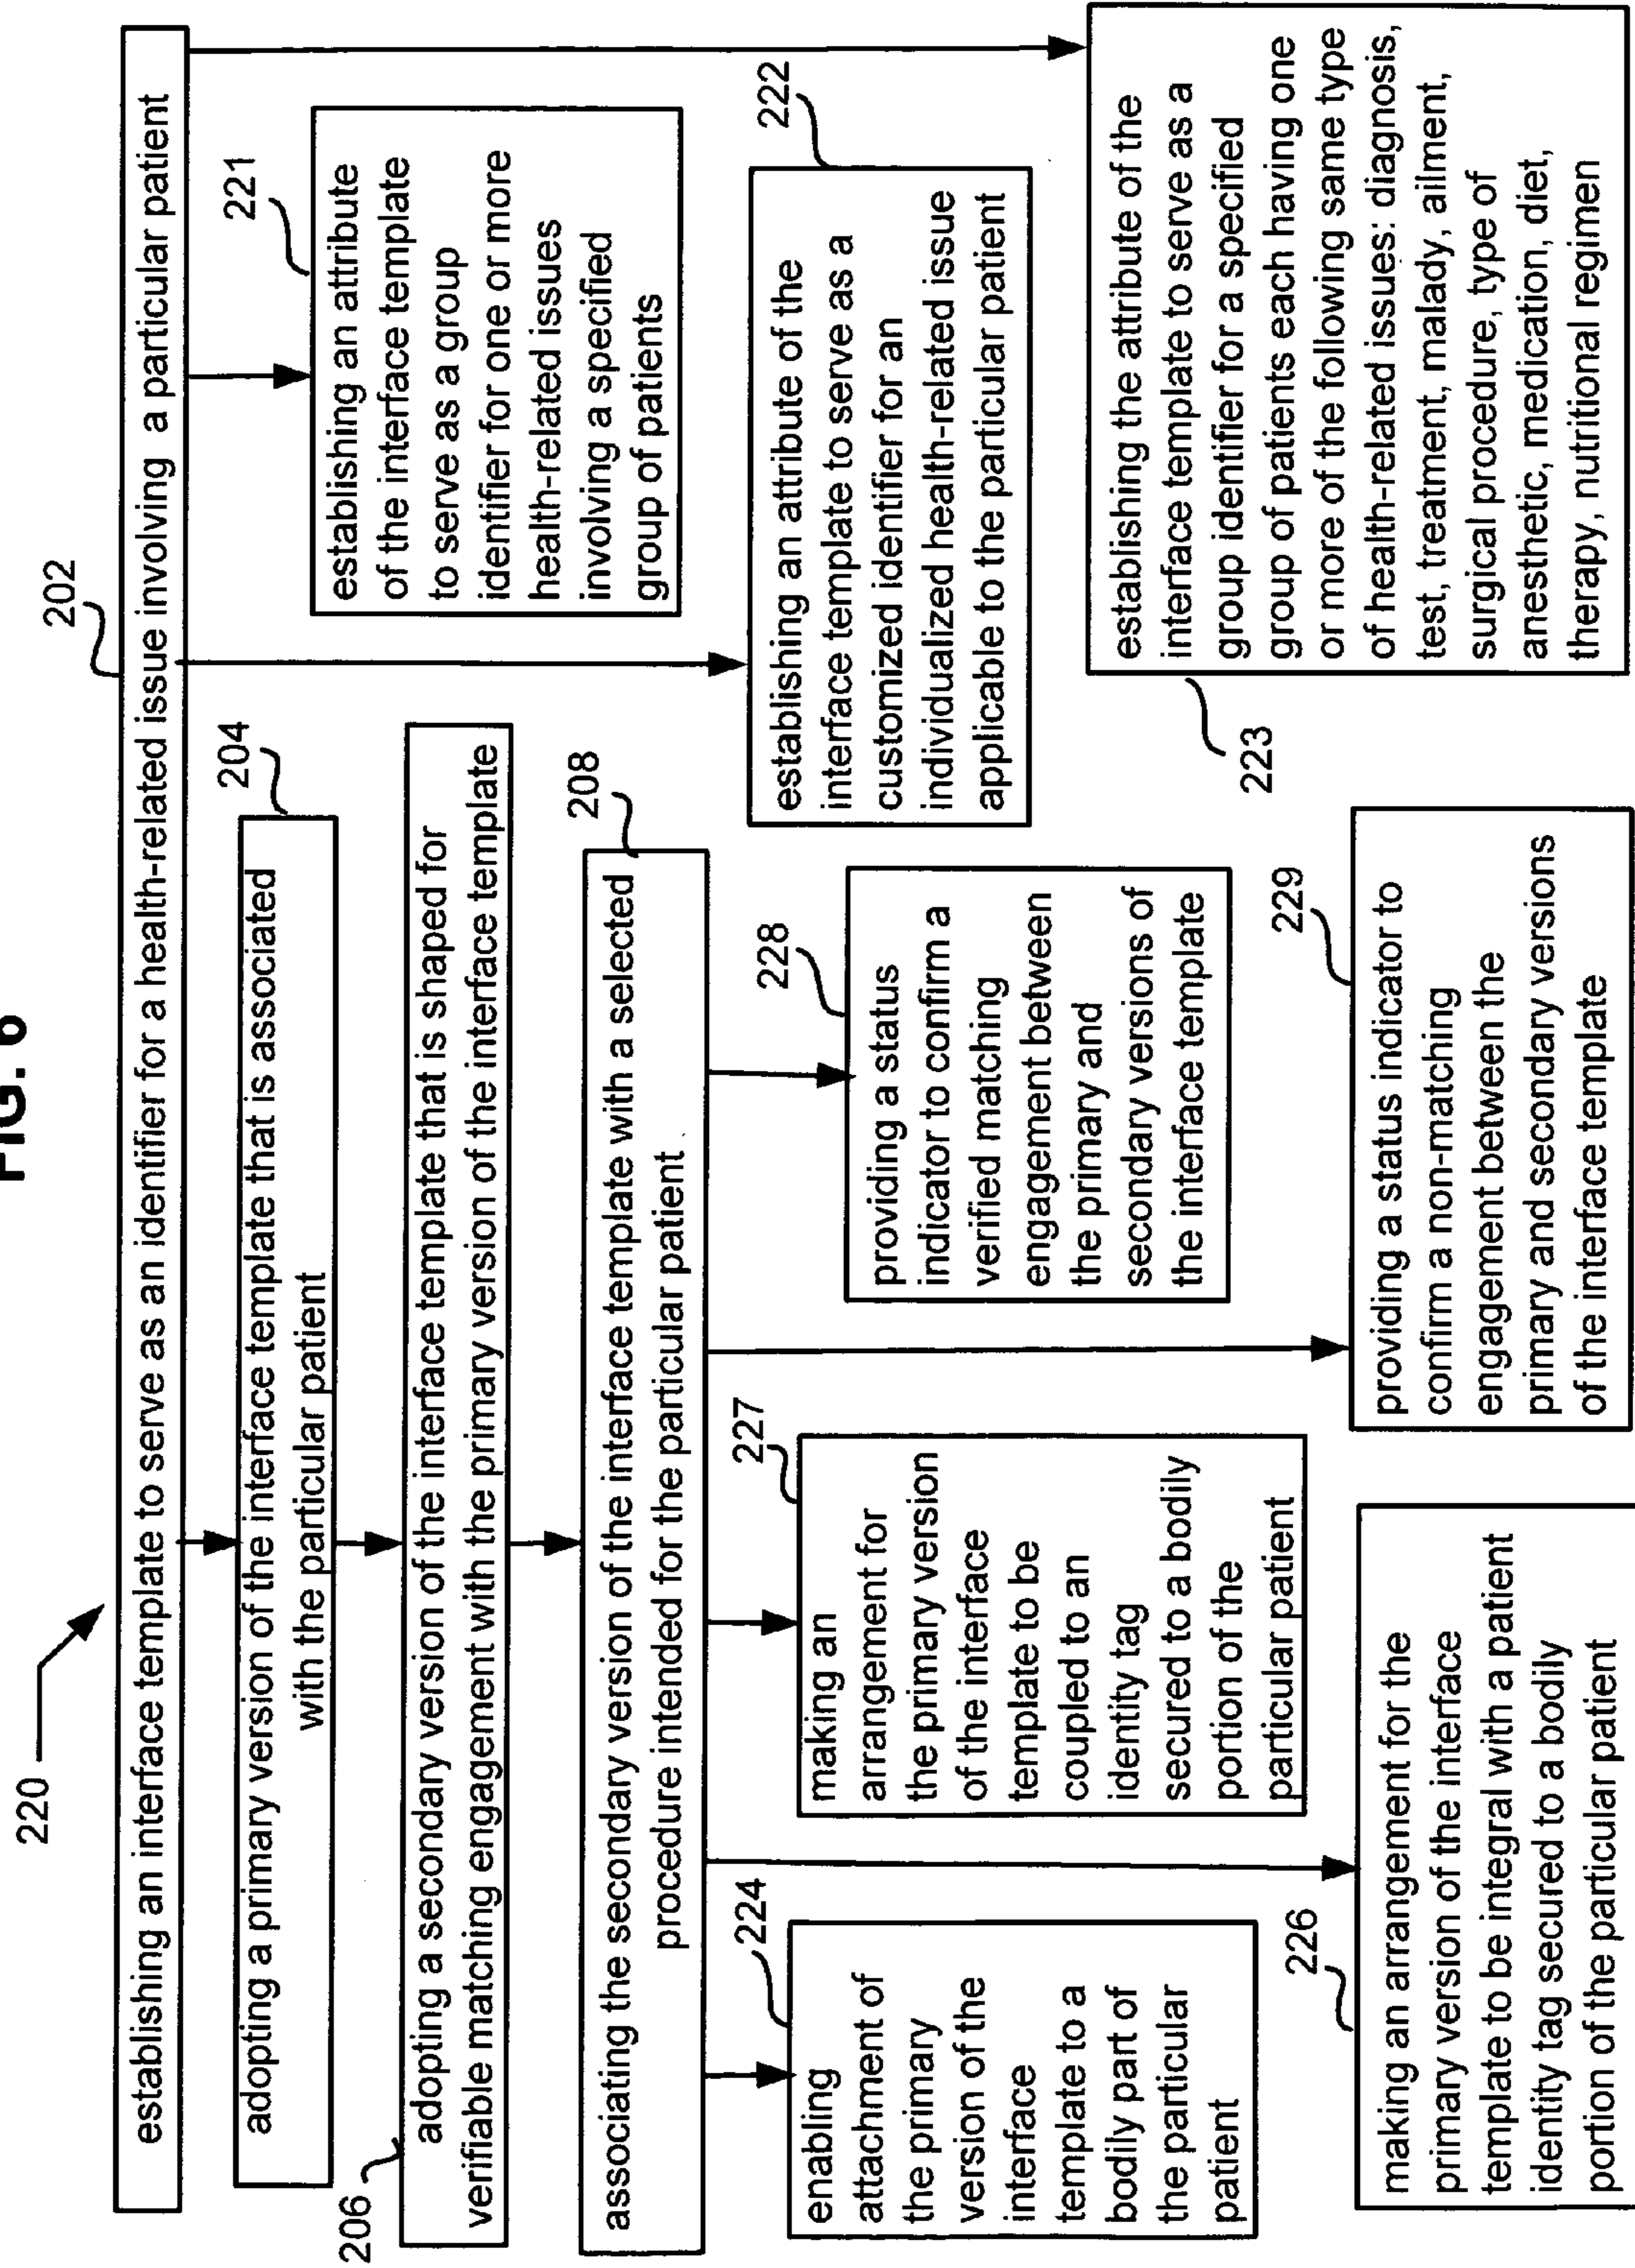 FIG. 6
220
202
establishing an interface template to serve as an identifier for a health-related issue involving a particular patient
204
adopting a primary version of the interface template that is associated
with the particular patient
206
adopting a secondary version of the interface template that is shaped for
verifiable matching engagement with the primary version of the interface template
208
associating the secondary version of the interface template with a selected
procedure intended for the particular patient
221
establishing an attribute
of the interface template
to serve as a group
identifier for one or more
health-related issues
involving a specified
group of patients
222
establishing an attribute of the
interface template to serve as a
customized identifier for an
individualized health-related issue
applicable to the particular patient
223
establishing the attribute of the
interface template to serve as a
group identifier for a specified
group of patients each having one
or more of the following same type
of health-related issues: diagnosis,
test, treatment, malady, ailment,
surgical procedure, type of
anesthetic, medication, diet,
therapy, nutritional regimen
224
enabling
attachment of
the primary
version of the
interface
template to a
bodily part of
the particular
patient
227
making an
arrangement for
the primary version
of the interface
template to be
coupled to an
identity tag
secured to a bodily
portion of the
particular patient
228
providing a status
indicator to confirm a
verified matching
engagement between
the primary and
secondary versions of
the interface template
226
making an arrangement for the
primary version of the interface
template to be integral with a patient
identity tag secured to a bodily
portion of the particular patient
229
providing a status indicator to
confirm a non-matching
engagement between the
primary and secondary versions
of the interface template